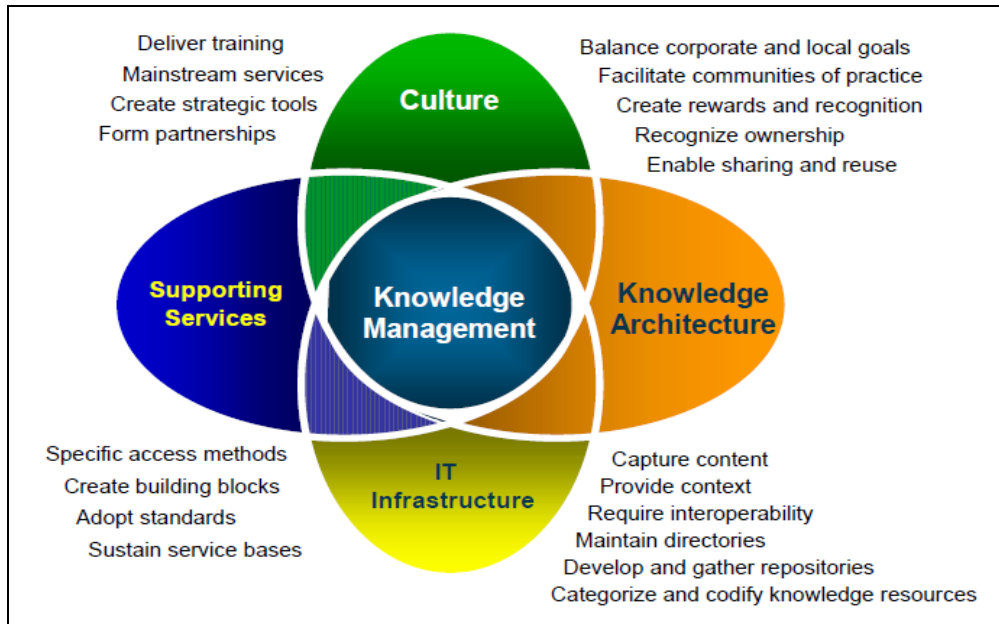 Deliver training
Mainstream services
Create strategic tools
Form partnerships
Culture
Balance corporate and local goals
Facilitate communities of practice
Create rewards and recognition
Recognize ownership
Enable sharing and reuse
Supporting
Services
Knowledge
Management
Knowledge
Architecture
Specific access methods
Create building blocks
Adopt standards
Sustain service bases
IT
Infrastructure
Capture content
Provide context
Require interoperability
Maintain directories
Develop and gather repositories
Categorize and codify knowledge resources